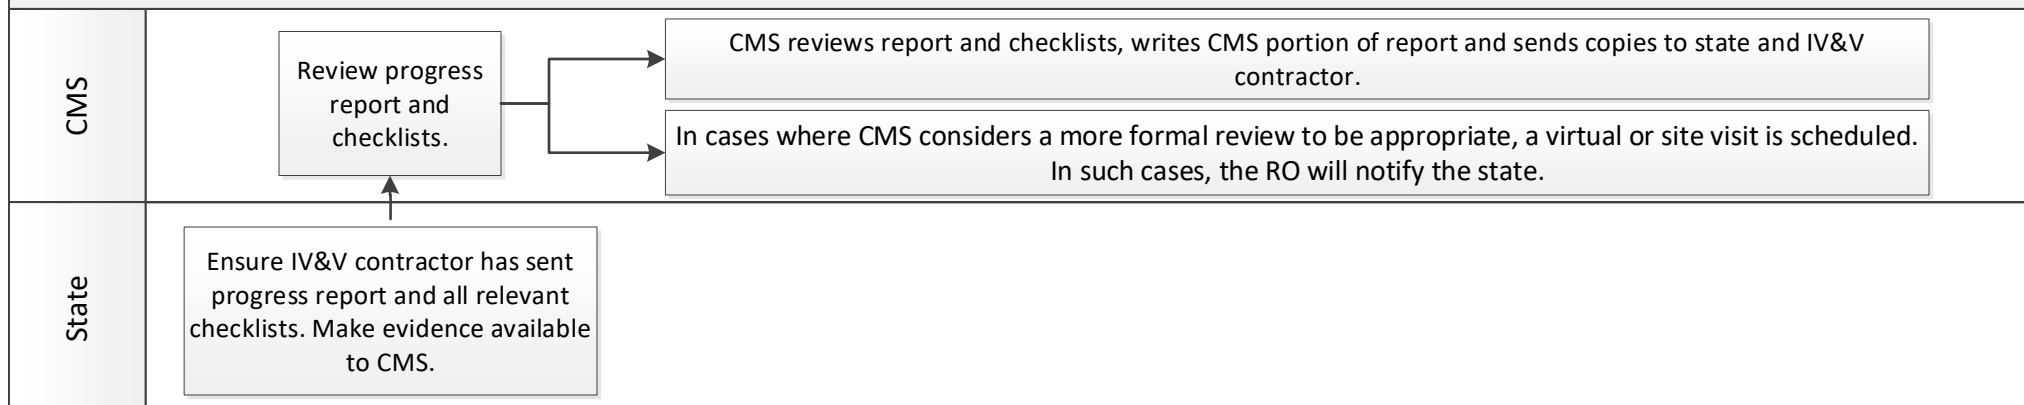 CMS
Review progress
report and
checklists.
CMS reviews report and checklists, writes CMS portion of report and sends copies to state and IV&V
contractor.
In cases where CMS considers a more formal review to be appropriate, a virtual or site visit is scheduled.
In such cases, the RO will notify the state.
State
Ensure IV&V contractor has sent
progress report and all relevant
checklists. Make evidence available
to CMS.